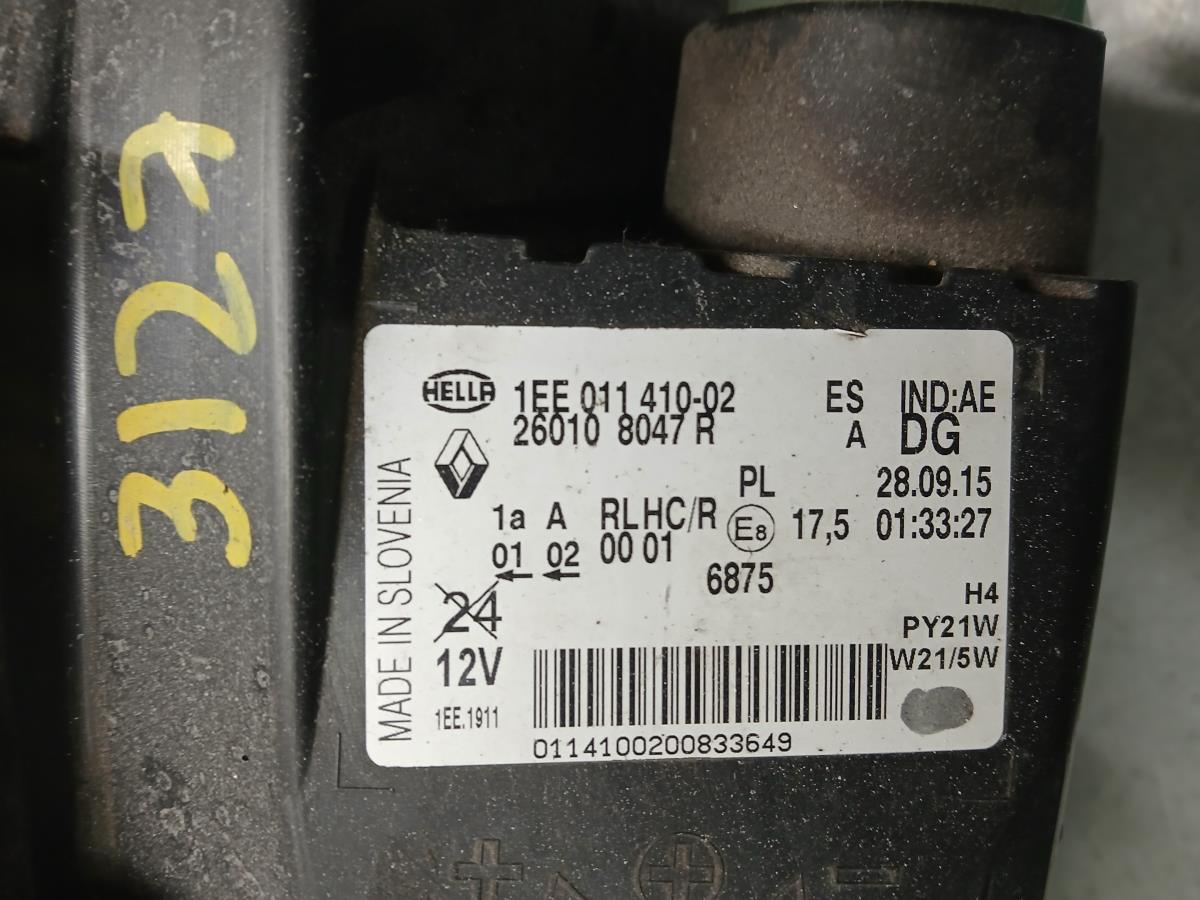 3127
HELLA 1EE 011 410-02 ES IND:AE
26010 8047 R A DG
PL 28.09.15
1a A RL HC/R E8 17,5 01:33:27
01 02 00 01
6875
24
12V
H4
PY21W
W21/5W
1EE.1911
0114100200833649
MADE IN SLOVENIA